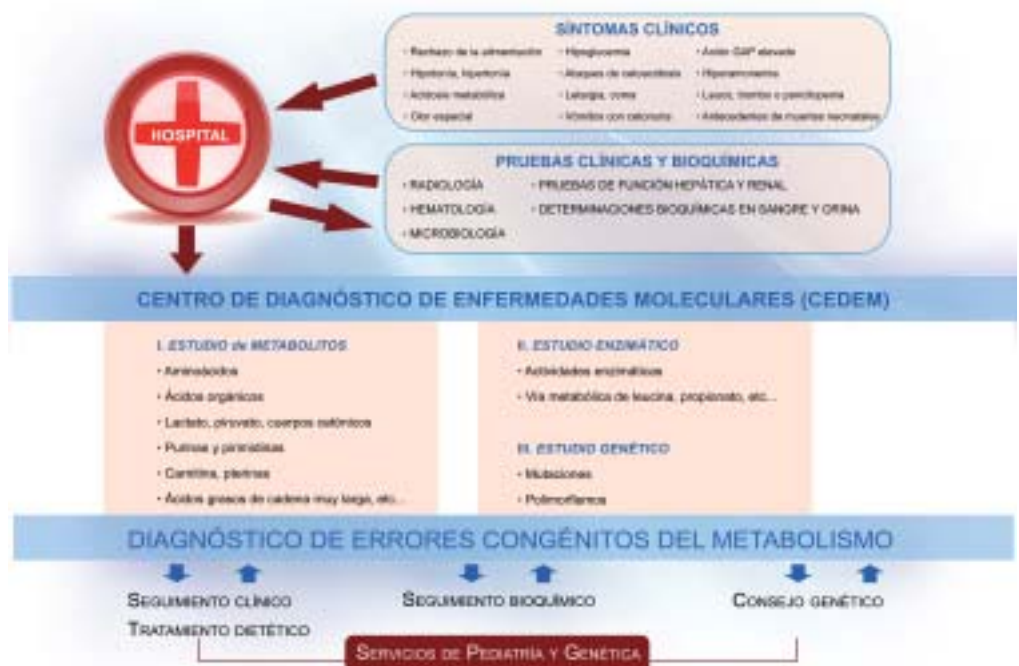 SÍNTOMAS CLÍNICOS
• Rechazo de la alimentación
• Hipotonía, hipertonía
• Acidosis metabólica
• Olor especial
• Hipoglucemia
• Ataques de cetoacidosis
• Letargia, coma
• Vómitos con cetonuria
• Anión GAP elevado
• Hiperamonemia
• Leuco, trombo o pancitopenia
• Antecedentes de muertes neonatales
HOSPITAL
PRUEBAS CLÍNICAS Y BIOQUÍMICAS
• RADIOLOGÍA
• HEMATOLOGÍA
• MICROBIOLOGÍA
• PRUEBAS DE FUNCIÓN HEPÁTICA Y RENAL
• DETERMINACIONES BIOQUÍMICAS EN SANGRE Y ORINA
CENTRO DE DIAGNÓSTICO DE ENFERMEDADES MOLECULARES (CEDEM)
I. ESTUDIO de METABOLITOS
• Aminoácidos
• Ácidos orgánicos
• Lactato, piruvato, cuerpos cetónicos
• Purinas y pirimidinas
• Carnitina, pterinas
• Ácidos grasos de cadena muy larga, etc...
II. ESTUDIO ENZIMÁTICO
• Actividades enzimáticas
• Vía metabólica de leucina, propionato, etc...
III. ESTUDIO GENÉTICO
• Mutaciones
• Polimorfismos
DIAGNÓSTICO DE ERRORES CONGÉNITOS DEL METABOLISMO
SEGUIMIENTO CLÍNICO
TRATAMIENTO DIETÉTICO
SEGUIMIENTO BIOQUÍMICO
CONSEJO GENÉTICO
SERVICIOS DE PEDIATRÍA Y GENÉTICA